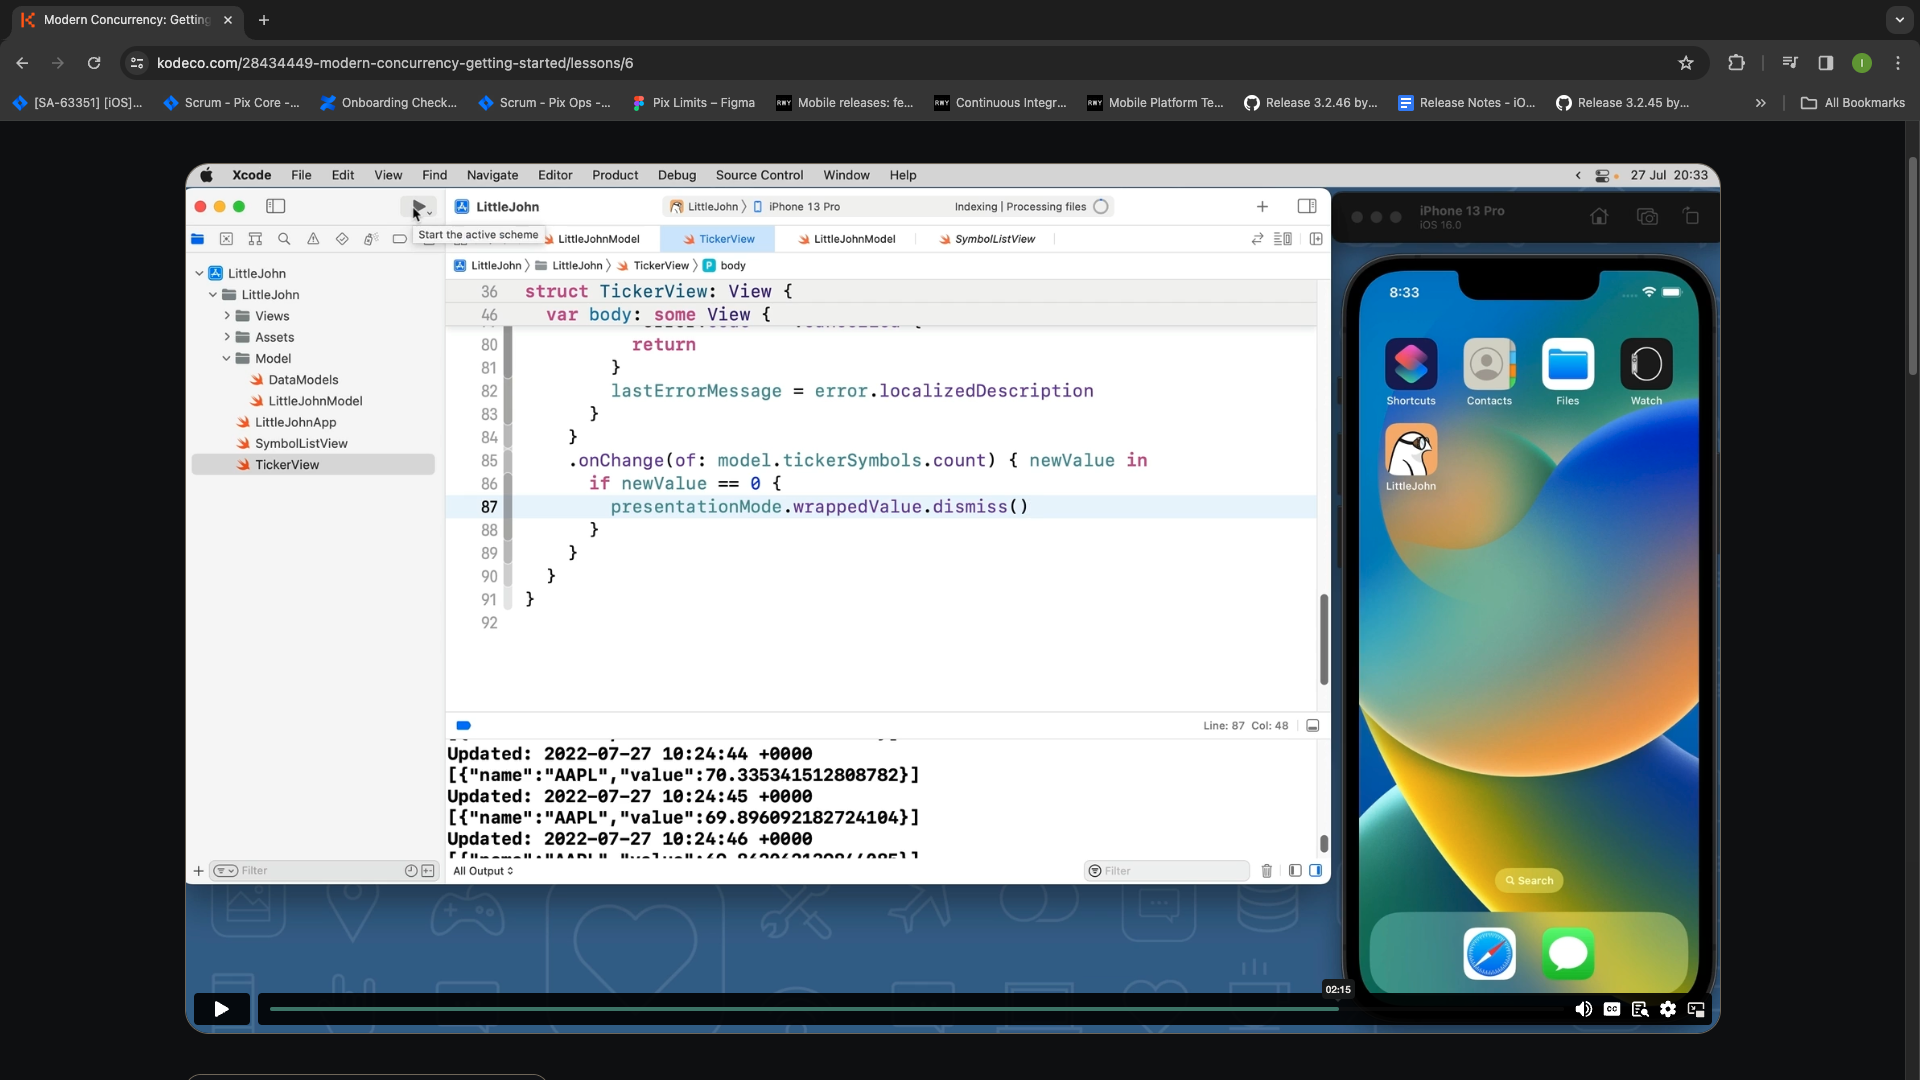 Modern Concurrency: Getting
kodeco.com/28434449-modern-concurrency-getting-started/lessons/6
[SA-63351] [iOS]...
Scrum - Pix Core -...
Onboarding Check...
Scrum - Pix Ops -...
Pix Limits – Figma
Mobile releases: fe...
Continuous Integr...
Mobile Platform Te...
Release 3.2.46 by...
Release Notes - iO...
Release 3.2.45 by...
All Bookmarks
Xcode File Edit View Find Navigate Editor Product Debug Source Control Window Help
27 Jul 20:33
LittleJohn
LittleJohn
iPhone 13 Pro
Indexing | Processing files
Start the active scheme
LittleJohnModel
TickerView
LittleJohnModel
SymbolListView
LittleJohn
LittleJohn
TickerView
body
LittleJohn
LittleJohn
Views
Assets
Model
DataModels
LittleJohnModel
LittleJohnApp
SymbolListView
TickerView
Filter
36 struct TickerView: View {
46 var body: some View {
80 return
81 }
82 lastErrorMessage = error.localizedDescription
83 }
84 }
85 .onChange(of: model.tickerSymbols.count) { newValue in
86 if newValue == 0 {
87 presentationMode.wrappedValue.dismiss()
88 }
89 }
90 }
91 }
92
Line: 87 Col: 48
Updated: 2022-07-27 10:24:44 +0000
[{"name":"AAPL","value":70.335341512808782}]
Updated: 2022-07-27 10:24:45 +0000
[{"name":"AAPL","value":69.896092182724104}]
Updated: 2022-07-27 10:24:46 +0000
All Output
Filter
iPhone 13 Pro
iOS 16.0
8:33
Shortcuts
Contacts
Files
Watch
LittleJohn
Search
02:15
CC